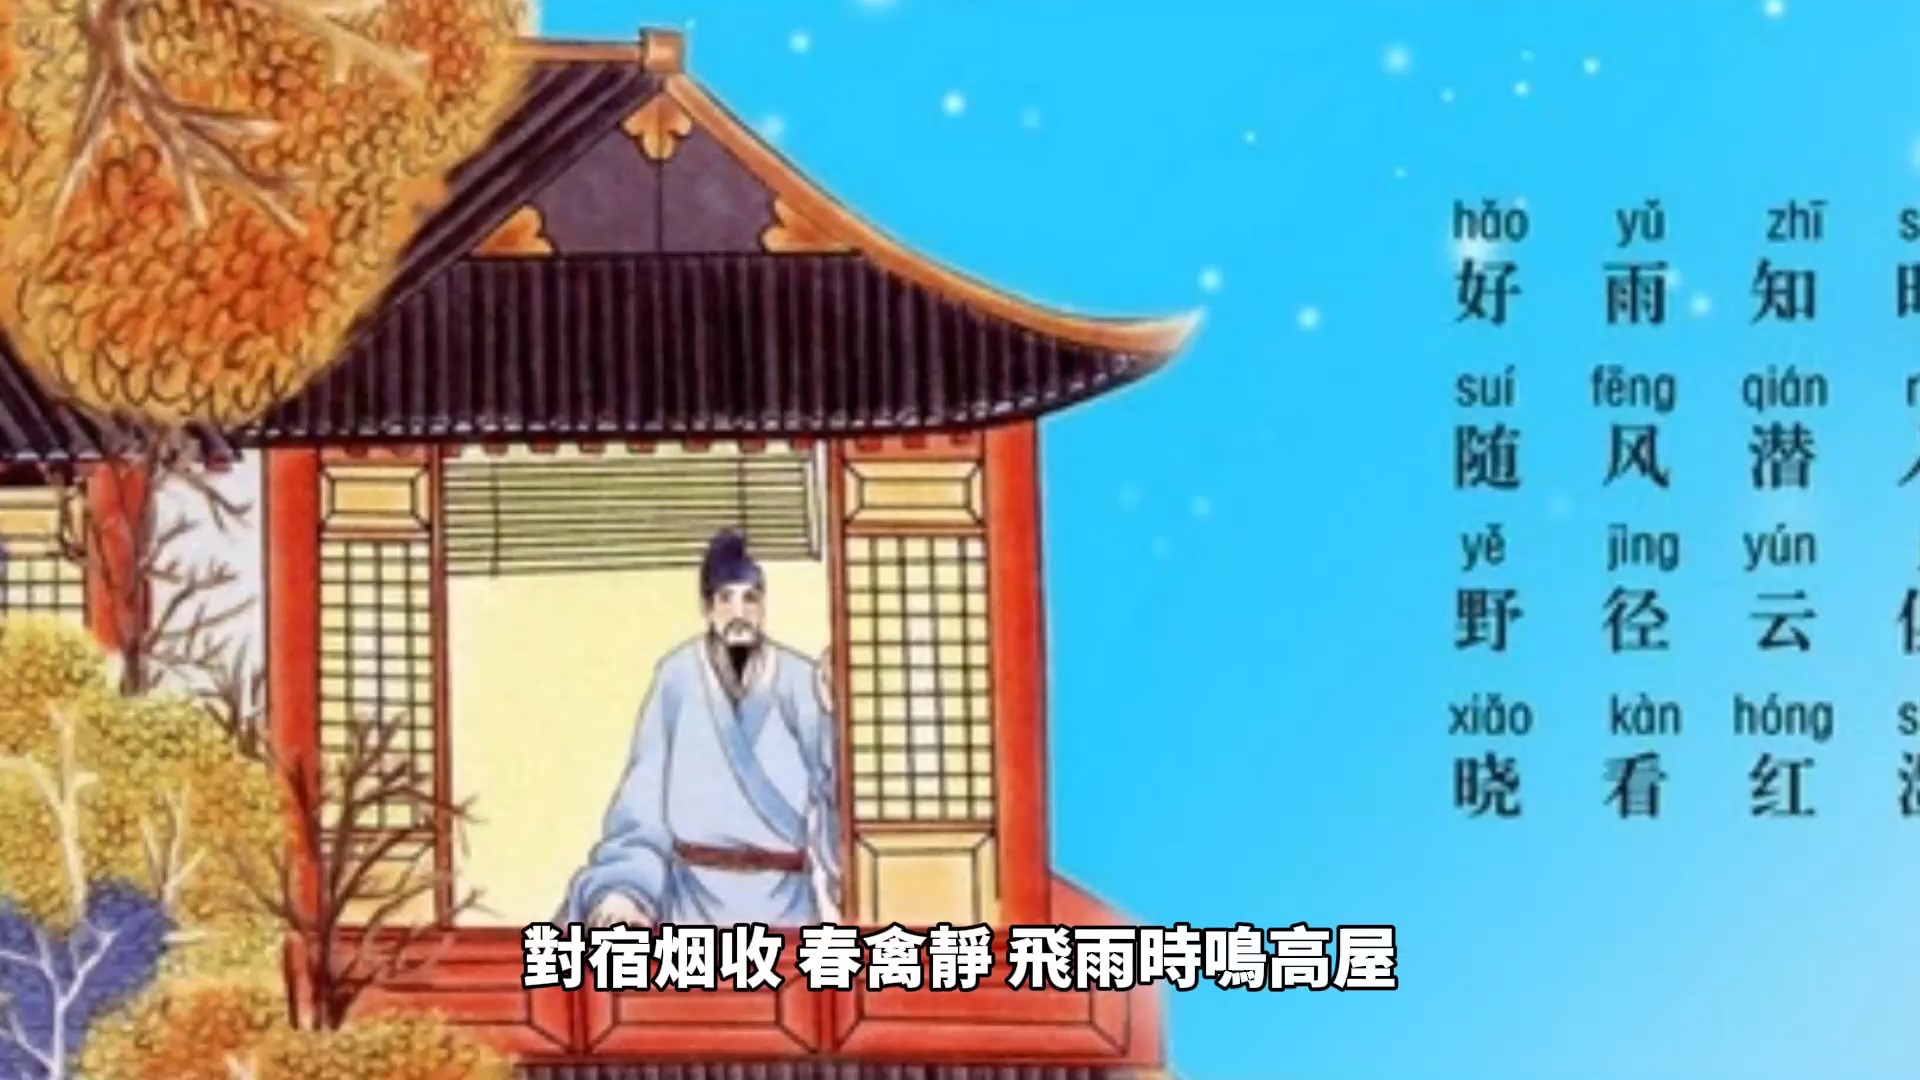 hǎo yǔ zhī
好 雨 知
suí fēng qián
随 风 潜
yě jìng yún
野 径 云
xiǎo kàn hóng
晓 看 红
對宿烟收 春禽靜 飛雨時鳴高屋